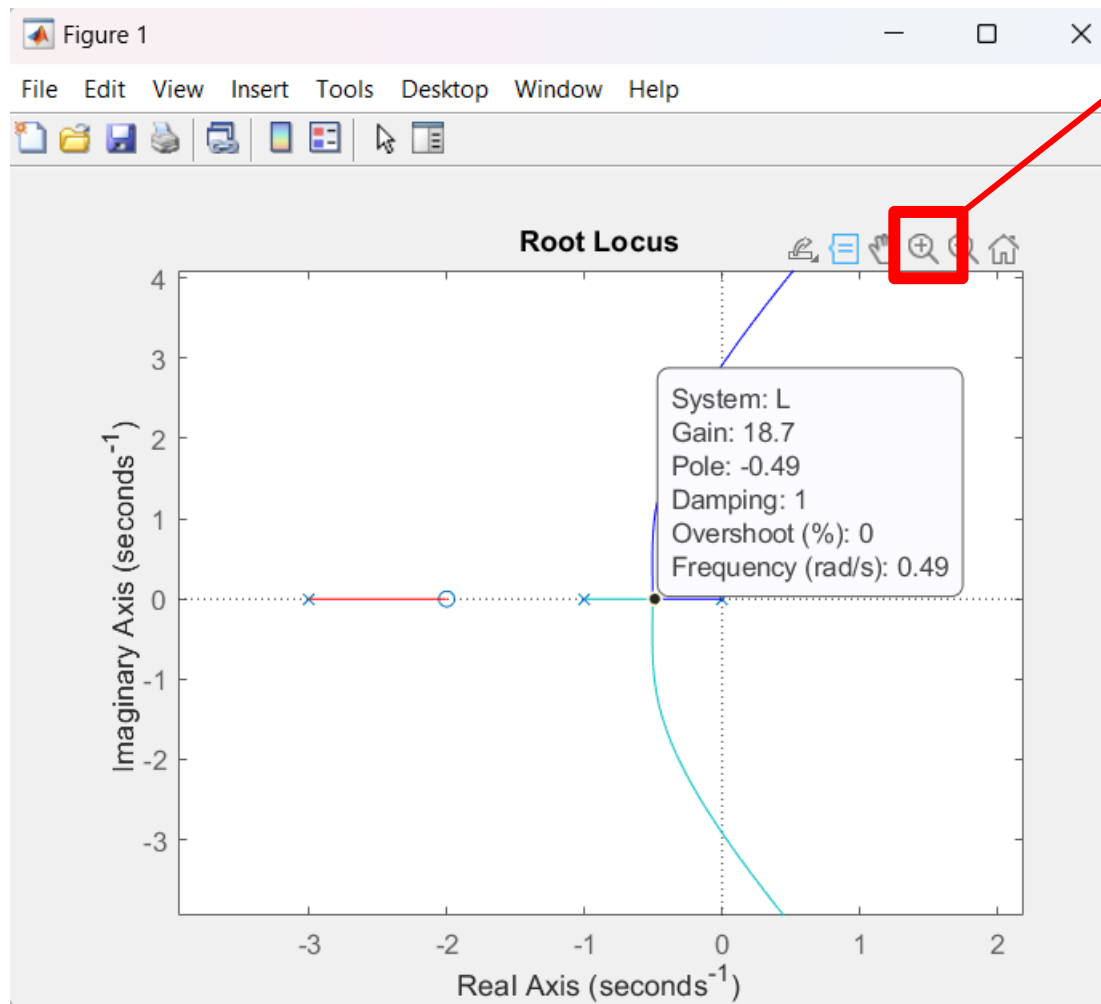 Figure 1
File Edit View Insert Tools Desktop Window Help
Root Locus
4
3
2
1
0
-1
-2
-3
Imaginary Axis (seconds⁻¹)
System: L
Gain: 18.7
Pole: -0.49
Damping: 1
Overshoot (%): 0
Frequency (rad/s): 0.49
-3 -2 -1 0 1 2
Real Axis (seconds⁻¹)